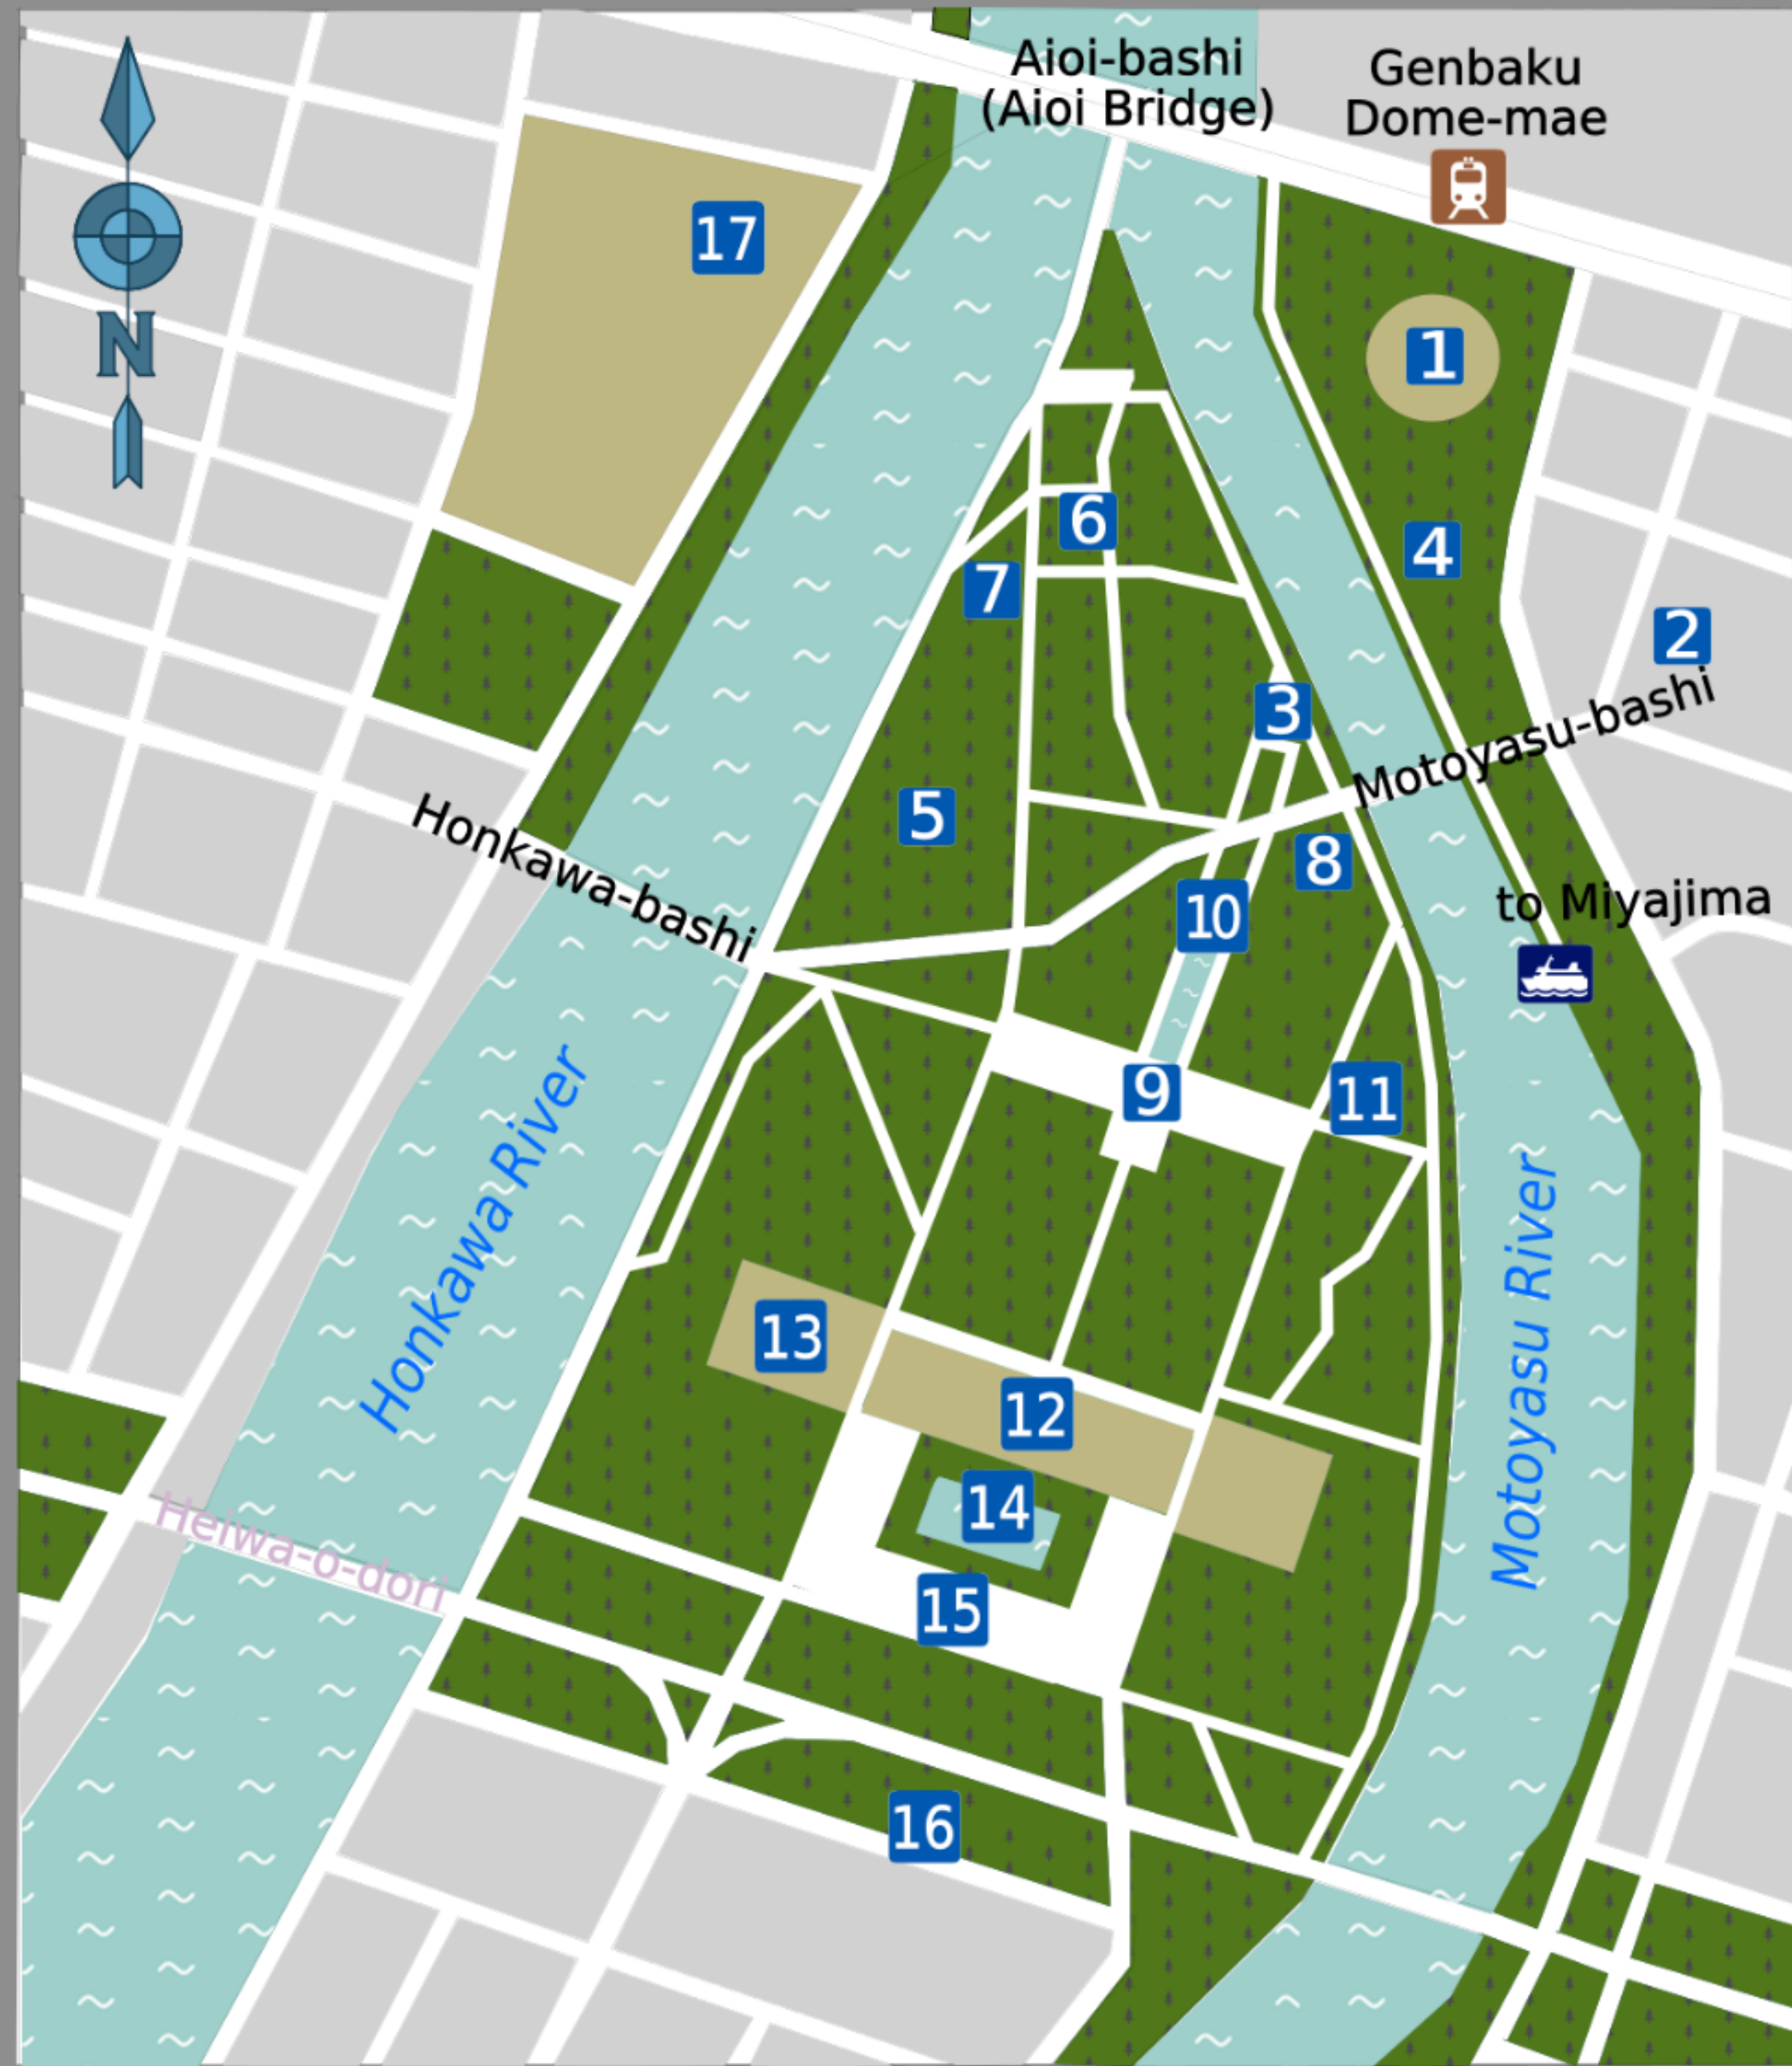 Aioi-bashi
(Aioi Bridge)
Genbaku
Dome-mae
N
17
1
6
4
7
2
3
Motoyasu-bashi
5
Honkawa-bashi
8
10
to Miyajima
9
11
Honkawa River
Motoyasu River
13
12
14
Heiwa-o-dori
15
16